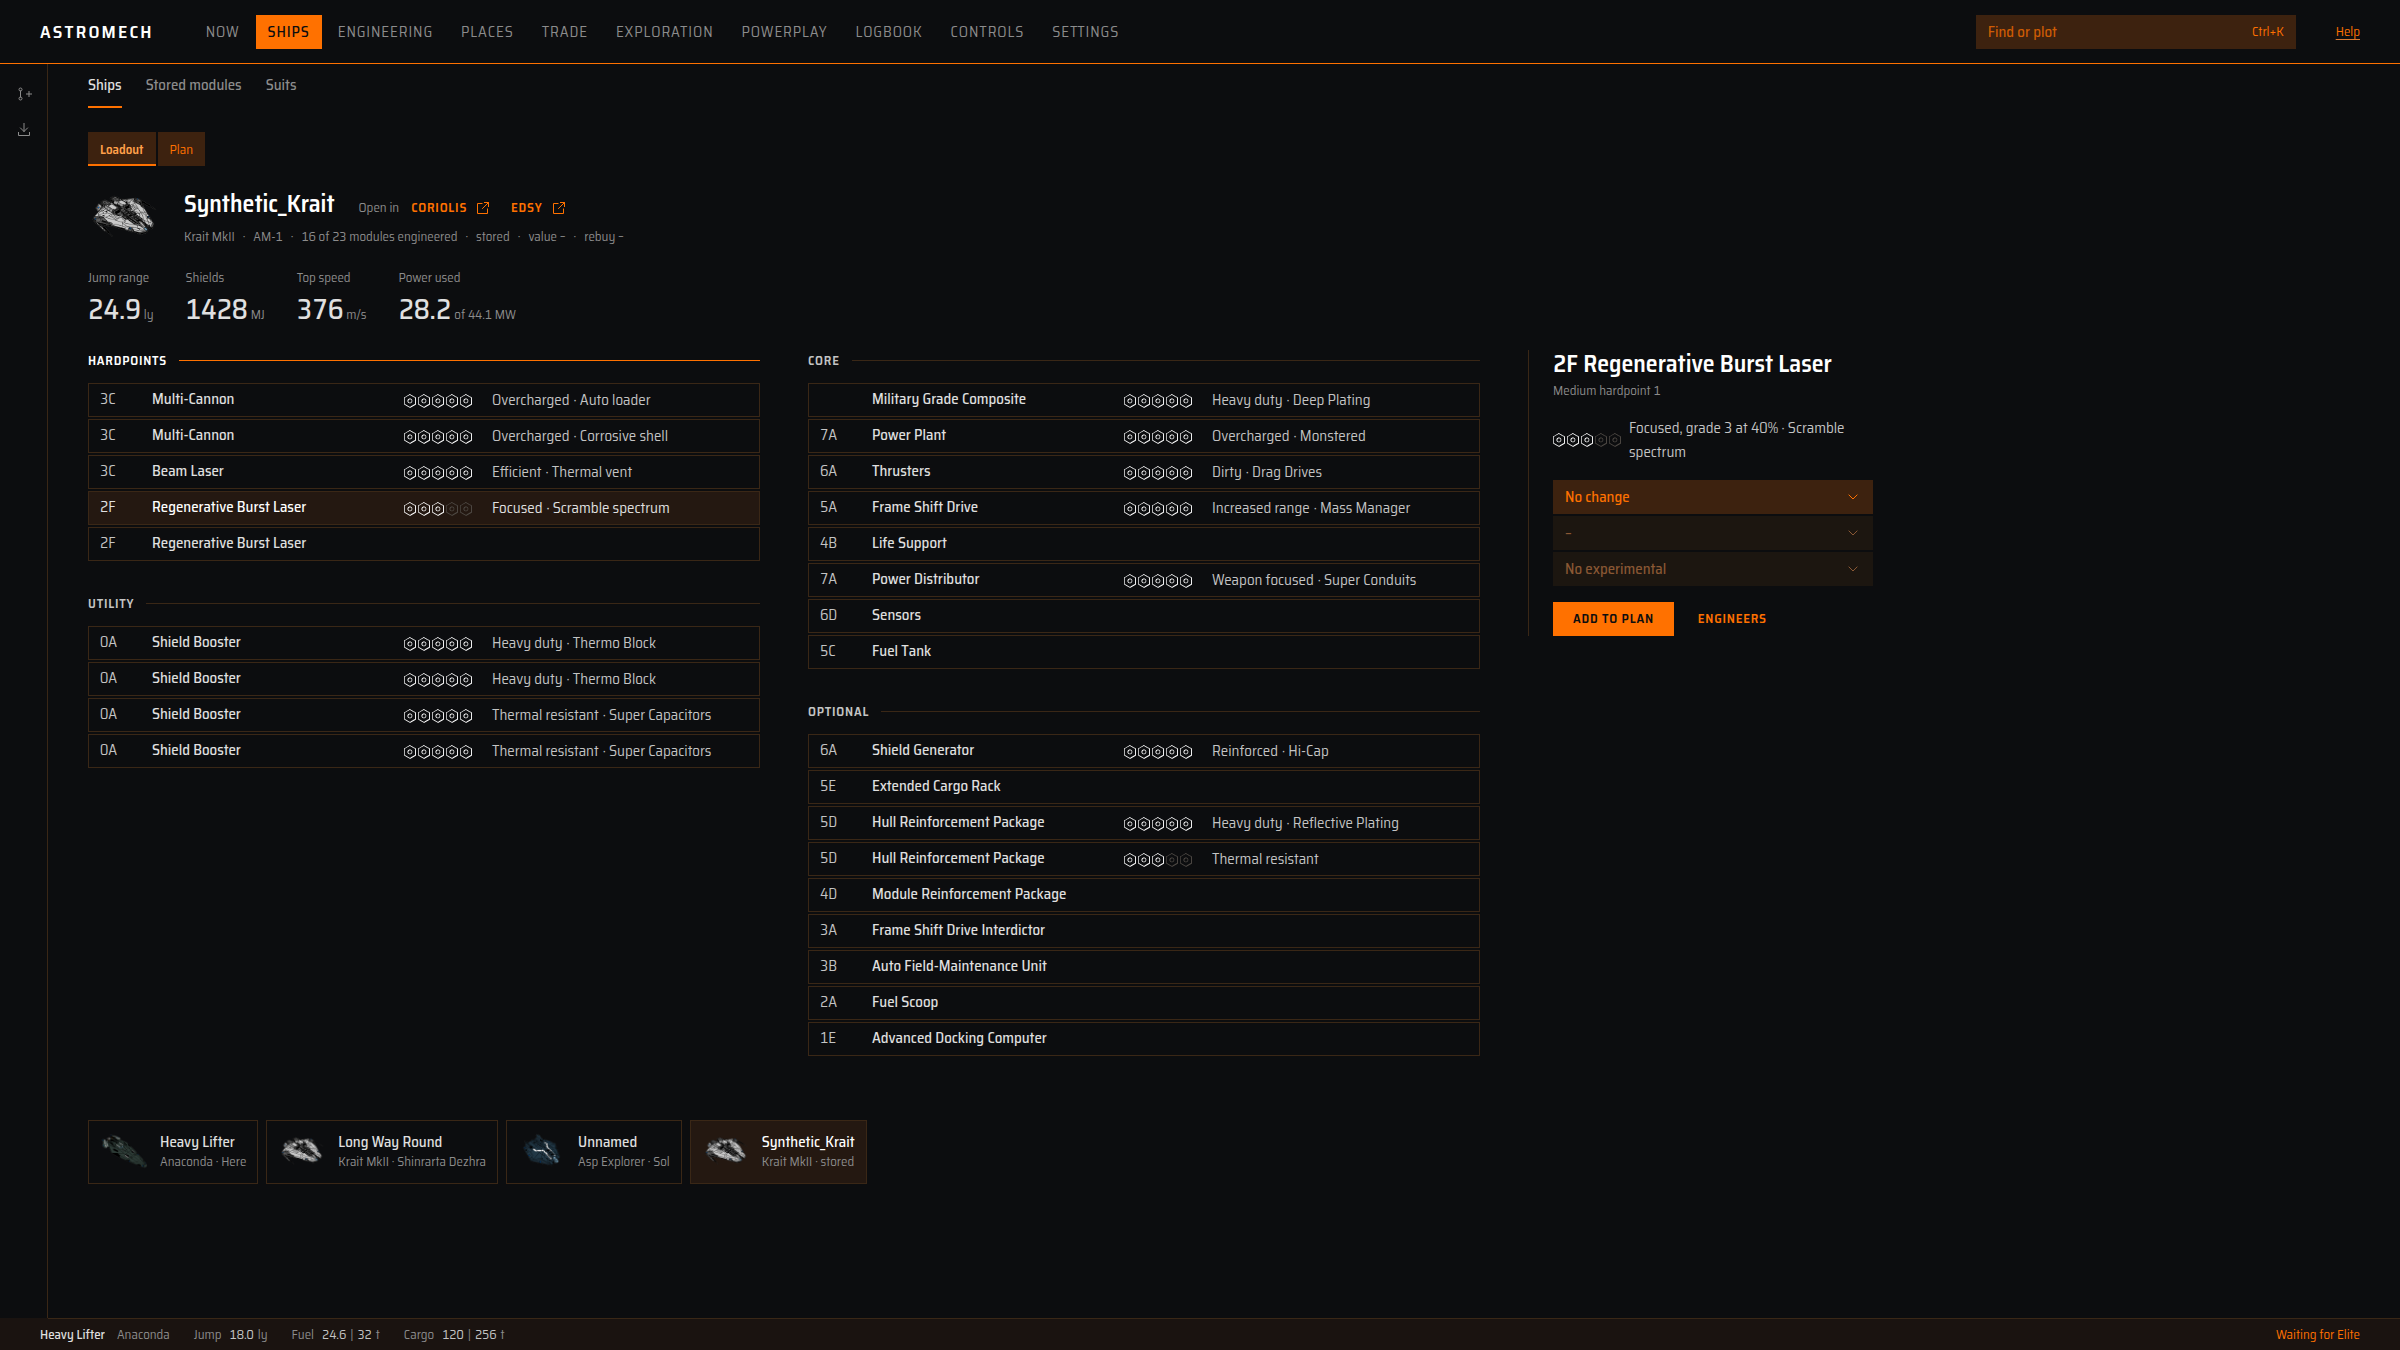 ASTROMECH NOW SHIPS ENGINEERING PLACES TRADE EXPLORATION POWERPLAY LOGBOOK CONTROLS SETTINGS Find or plot Ctrl+K Help
Ships Stored modules Suits
Loadout Plan
Synthetic_Krait Open in CORIOLIS EDSY
Krait MkII · AM-1 · 16 of 23 modules engineered · stored · value – · rebuy –
Jump range Shields Top speed Power used
24.9 ly 1428 MJ 376 m/s 28.2 of 44.1 MW
HARDPOINTS
3C Multi-Cannon Overcharged · Auto loader
3C Multi-Cannon Overcharged · Corrosive shell
3C Beam Laser Efficient · Thermal vent
2F Regenerative Burst Laser Focused · Scramble spectrum
2F Regenerative Burst Laser
UTILITY
0A Shield Booster Heavy duty · Thermo Block
0A Shield Booster Heavy duty · Thermo Block
0A Shield Booster Thermal resistant · Super Capacitors
0A Shield Booster Thermal resistant · Super Capacitors
CORE
Military Grade Composite Heavy duty · Deep Plating
7A Power Plant Overcharged · Monstered
6A Thrusters Dirty · Drag Drives
5A Frame Shift Drive Increased range · Mass Manager
4B Life Support
7A Power Distributor Weapon focused · Super Conduits
6D Sensors
5C Fuel Tank
OPTIONAL
6A Shield Generator Reinforced · Hi-Cap
5E Extended Cargo Rack
5D Hull Reinforcement Package Heavy duty · Reflective Plating
5D Hull Reinforcement Package Thermal resistant
4D Module Reinforcement Package
3A Frame Shift Drive Interdictor
3B Auto Field-Maintenance Unit
2A Fuel Scoop
1E Advanced Docking Computer
2F Regenerative Burst Laser
Medium hardpoint 1
Focused, grade 3 at 40% · Scramble
spectrum
No change
–
No experimental
ADD TO PLAN ENGINEERS
Heavy Lifter
Anaconda · Here
Long Way Round
Krait MkII · Shinrarta Dezhra
Unnamed
Asp Explorer · Sol
Synthetic_Krait
Krait MkII · stored
Heavy Lifter Anaconda Jump 18.0 ly Fuel 24.6 | 32 t Cargo 120 | 256 t Waiting for Elite